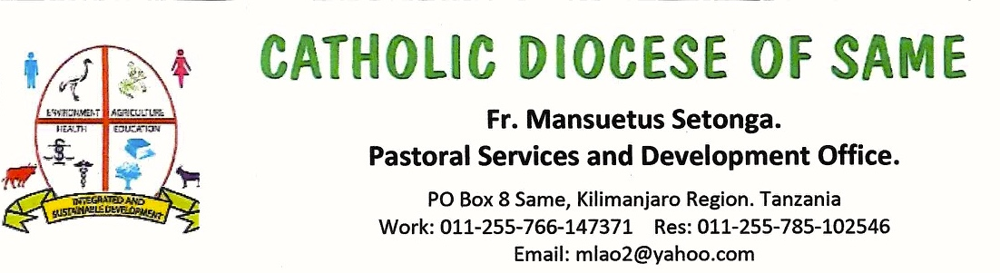 CATHOLIC DIOCESE OF SAME
Fr. Mansuetus Setonga.
Pastoral Services and Development Office.
PO Box 8 Same, Kilimanjaro Region. Tanzania
Work: 011-255-766-147371 Res: 011-255-785-102546
Email: mlao2@yahoo.com
ENVIRONMENT AGRICULTURE
HEALTH EDUCATION
INTEGRATED AND
SUSTAINABLE DEVELOPMENT